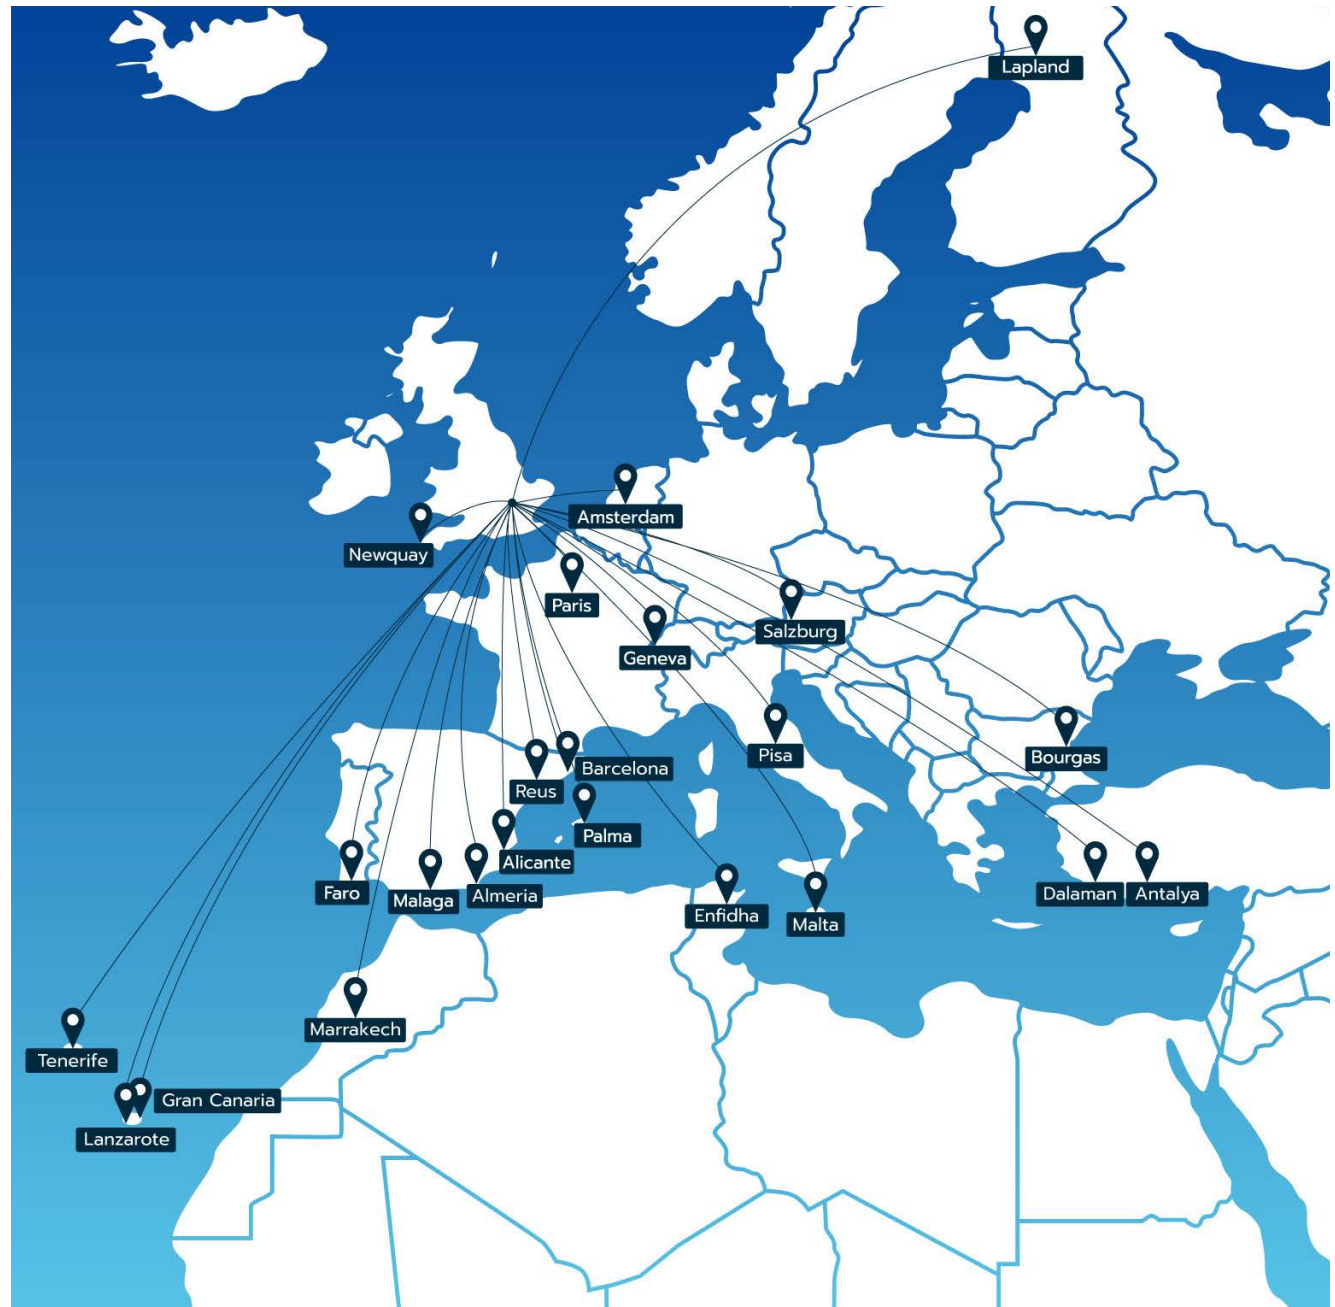 Lapland
Amsterdam
Newquay
Paris
Salzburg
Geneva
Pisa
Bourgas
Barcelona
Reus
Palma
Alicante
Faro
Malaga
Almeria
Enfidha
Malta
Dalaman
Antalya
Marrakech
Tenerife
Gran Canaria
Lanzarote